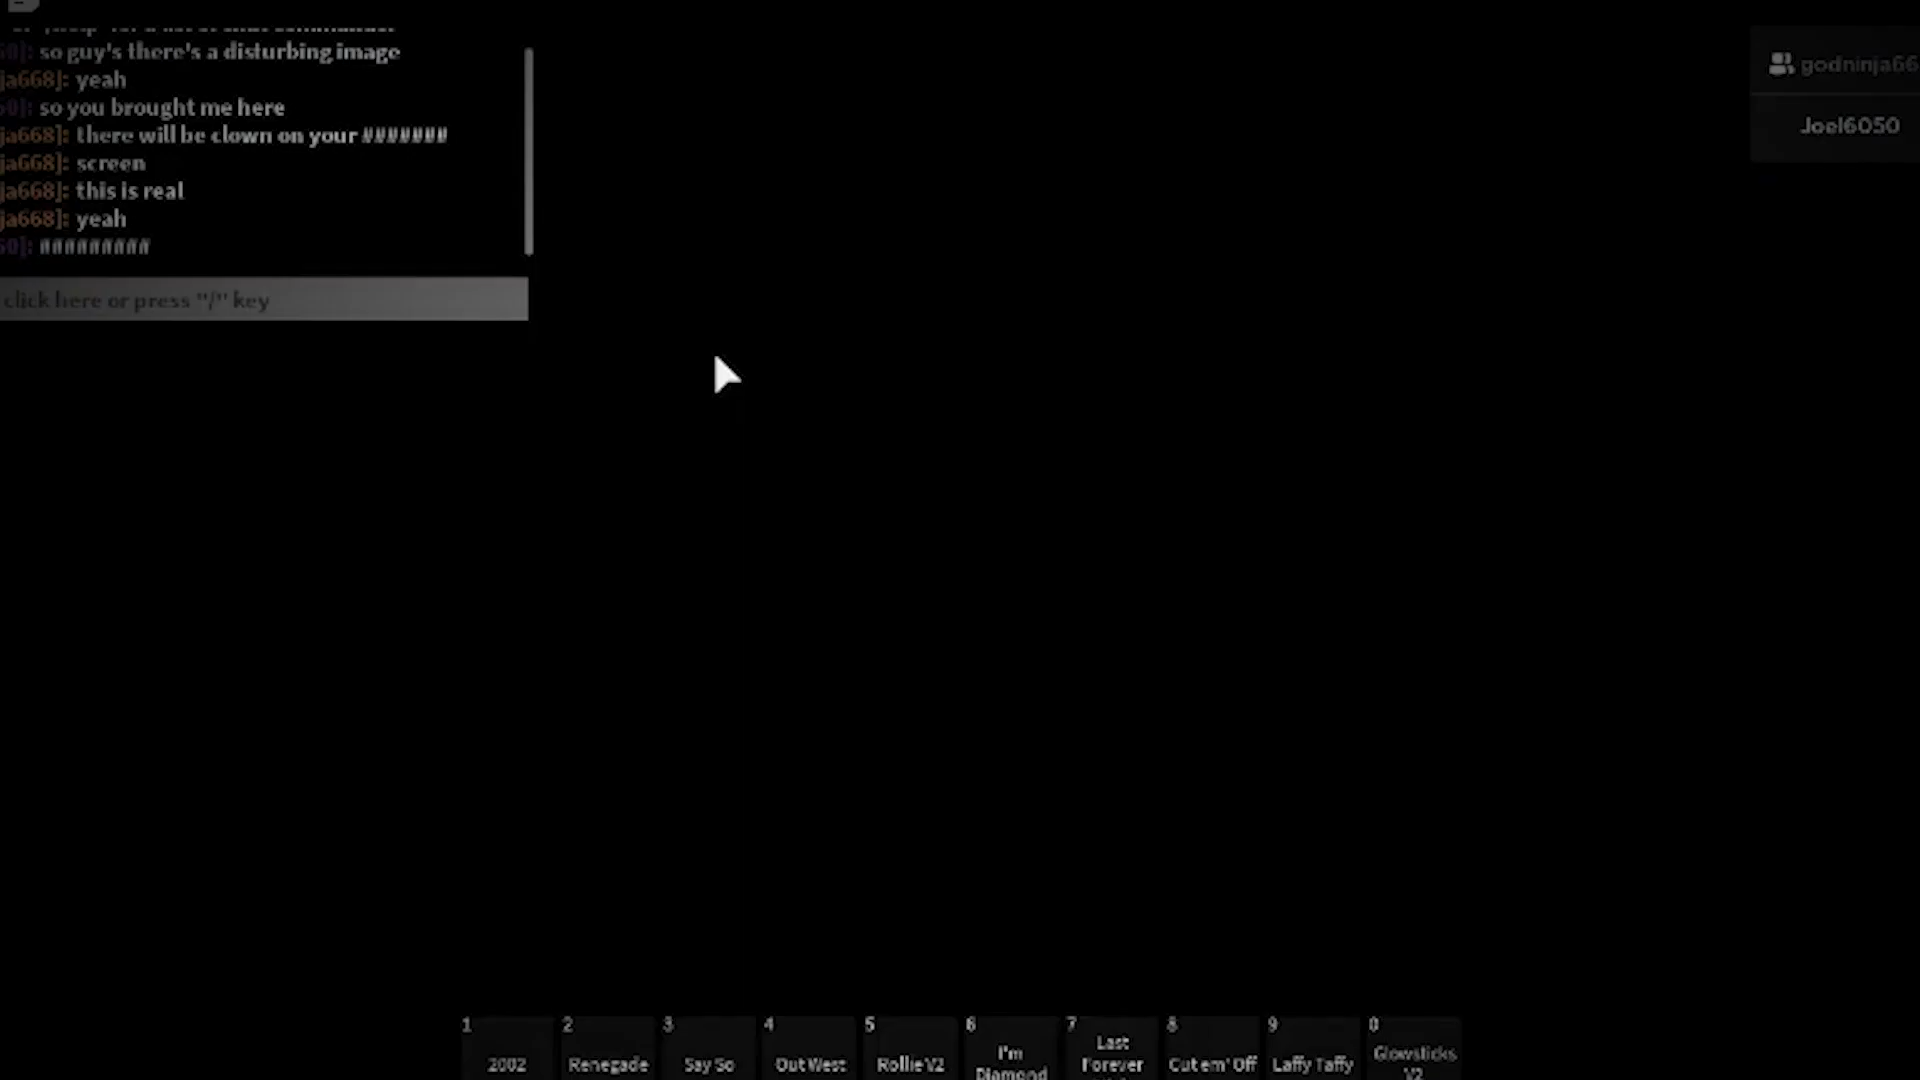 so guy's there's a disturbing image
ja668]: yeah
so you brought me here
ja668]: there will be clown on your #######
ja668]: screen
ja668]: this is real
ja668]: yeah
50]: #########
click here or press "/" key
godninja66
Joel6050
1 2 3 4 5 6 7 8 9 0
2002 Renegade Say So Out West Rollie V2 I'm Diamond Last Forever Cut em' Off Laffy Taffy Glowsticks V2